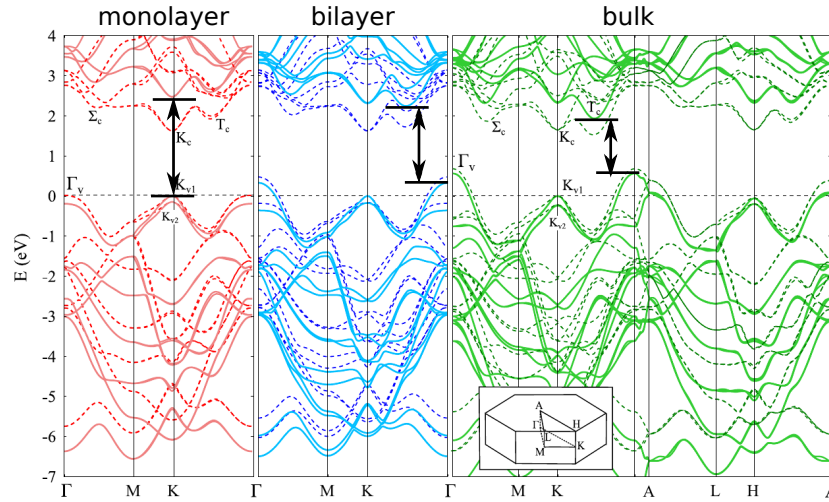 monolayer bilayer bulk
4
3
2
1
0
-1
-2
-3
-4
-5
-6
-7
E (eV)
Σc Kc Tc
Γv Kv1
Kv2
Σc Kc Tc
Γv Kv1
Kv2
A
Γ H
L
M K
Γ M K Γ M K Γ M K A L H